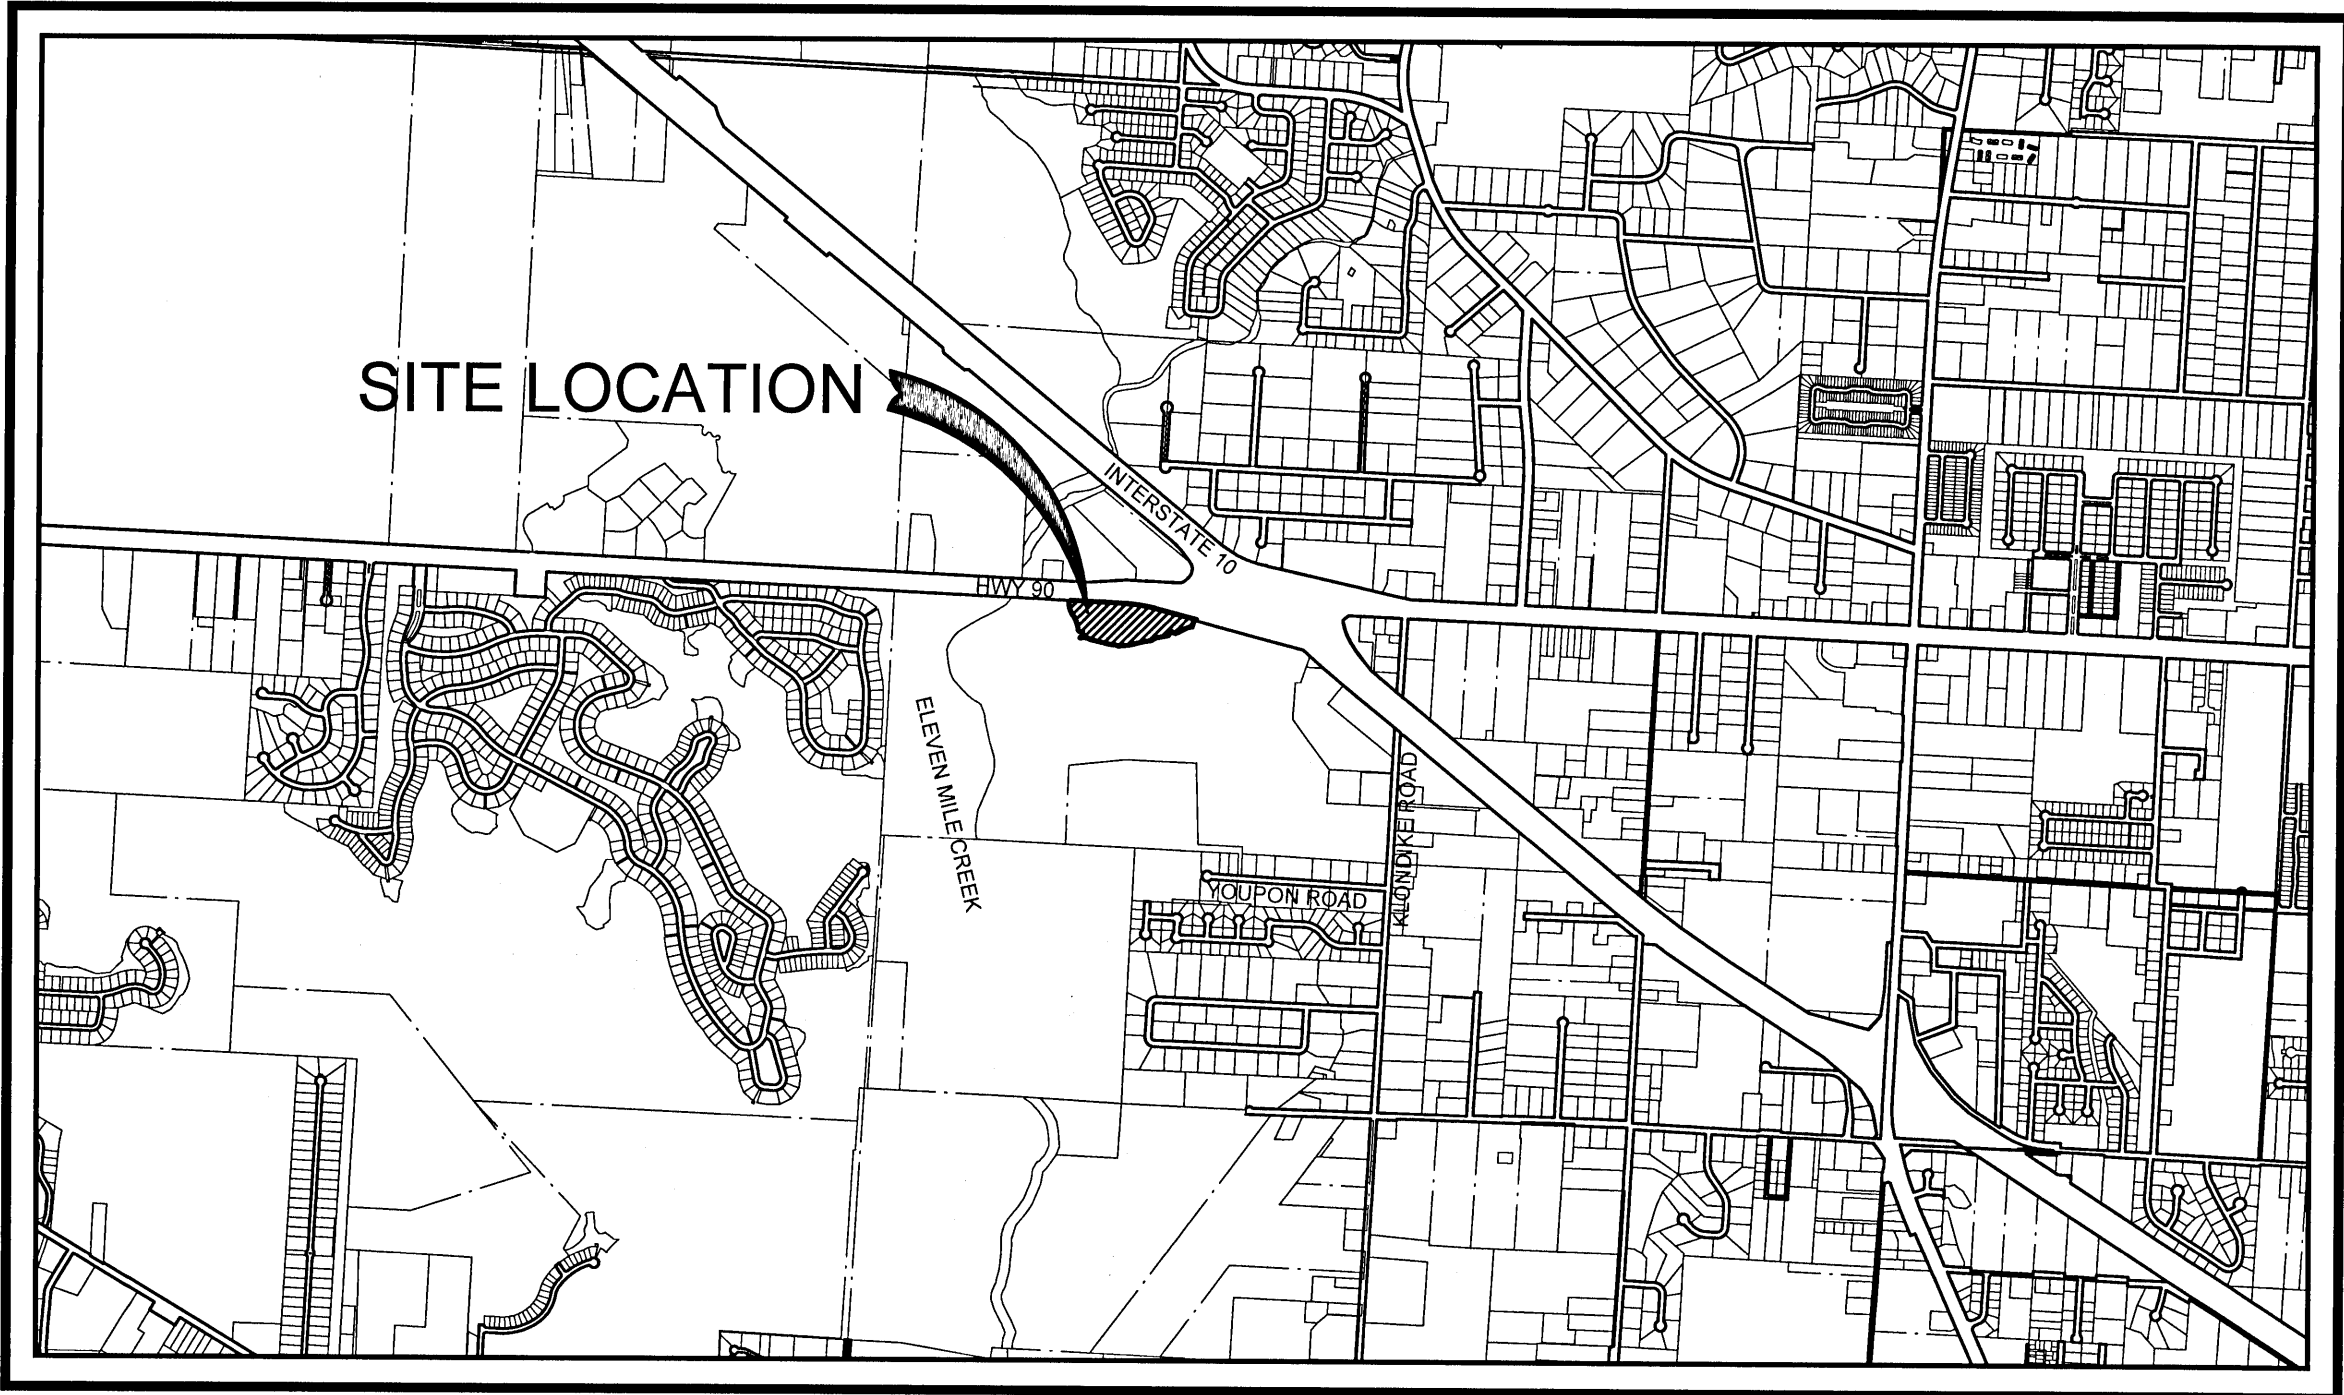 SITE LOCATION
INTERSTATE 10
HWY 90
ELEVEN MILE CREEK
KLONDIKE ROAD
YOUPON ROAD